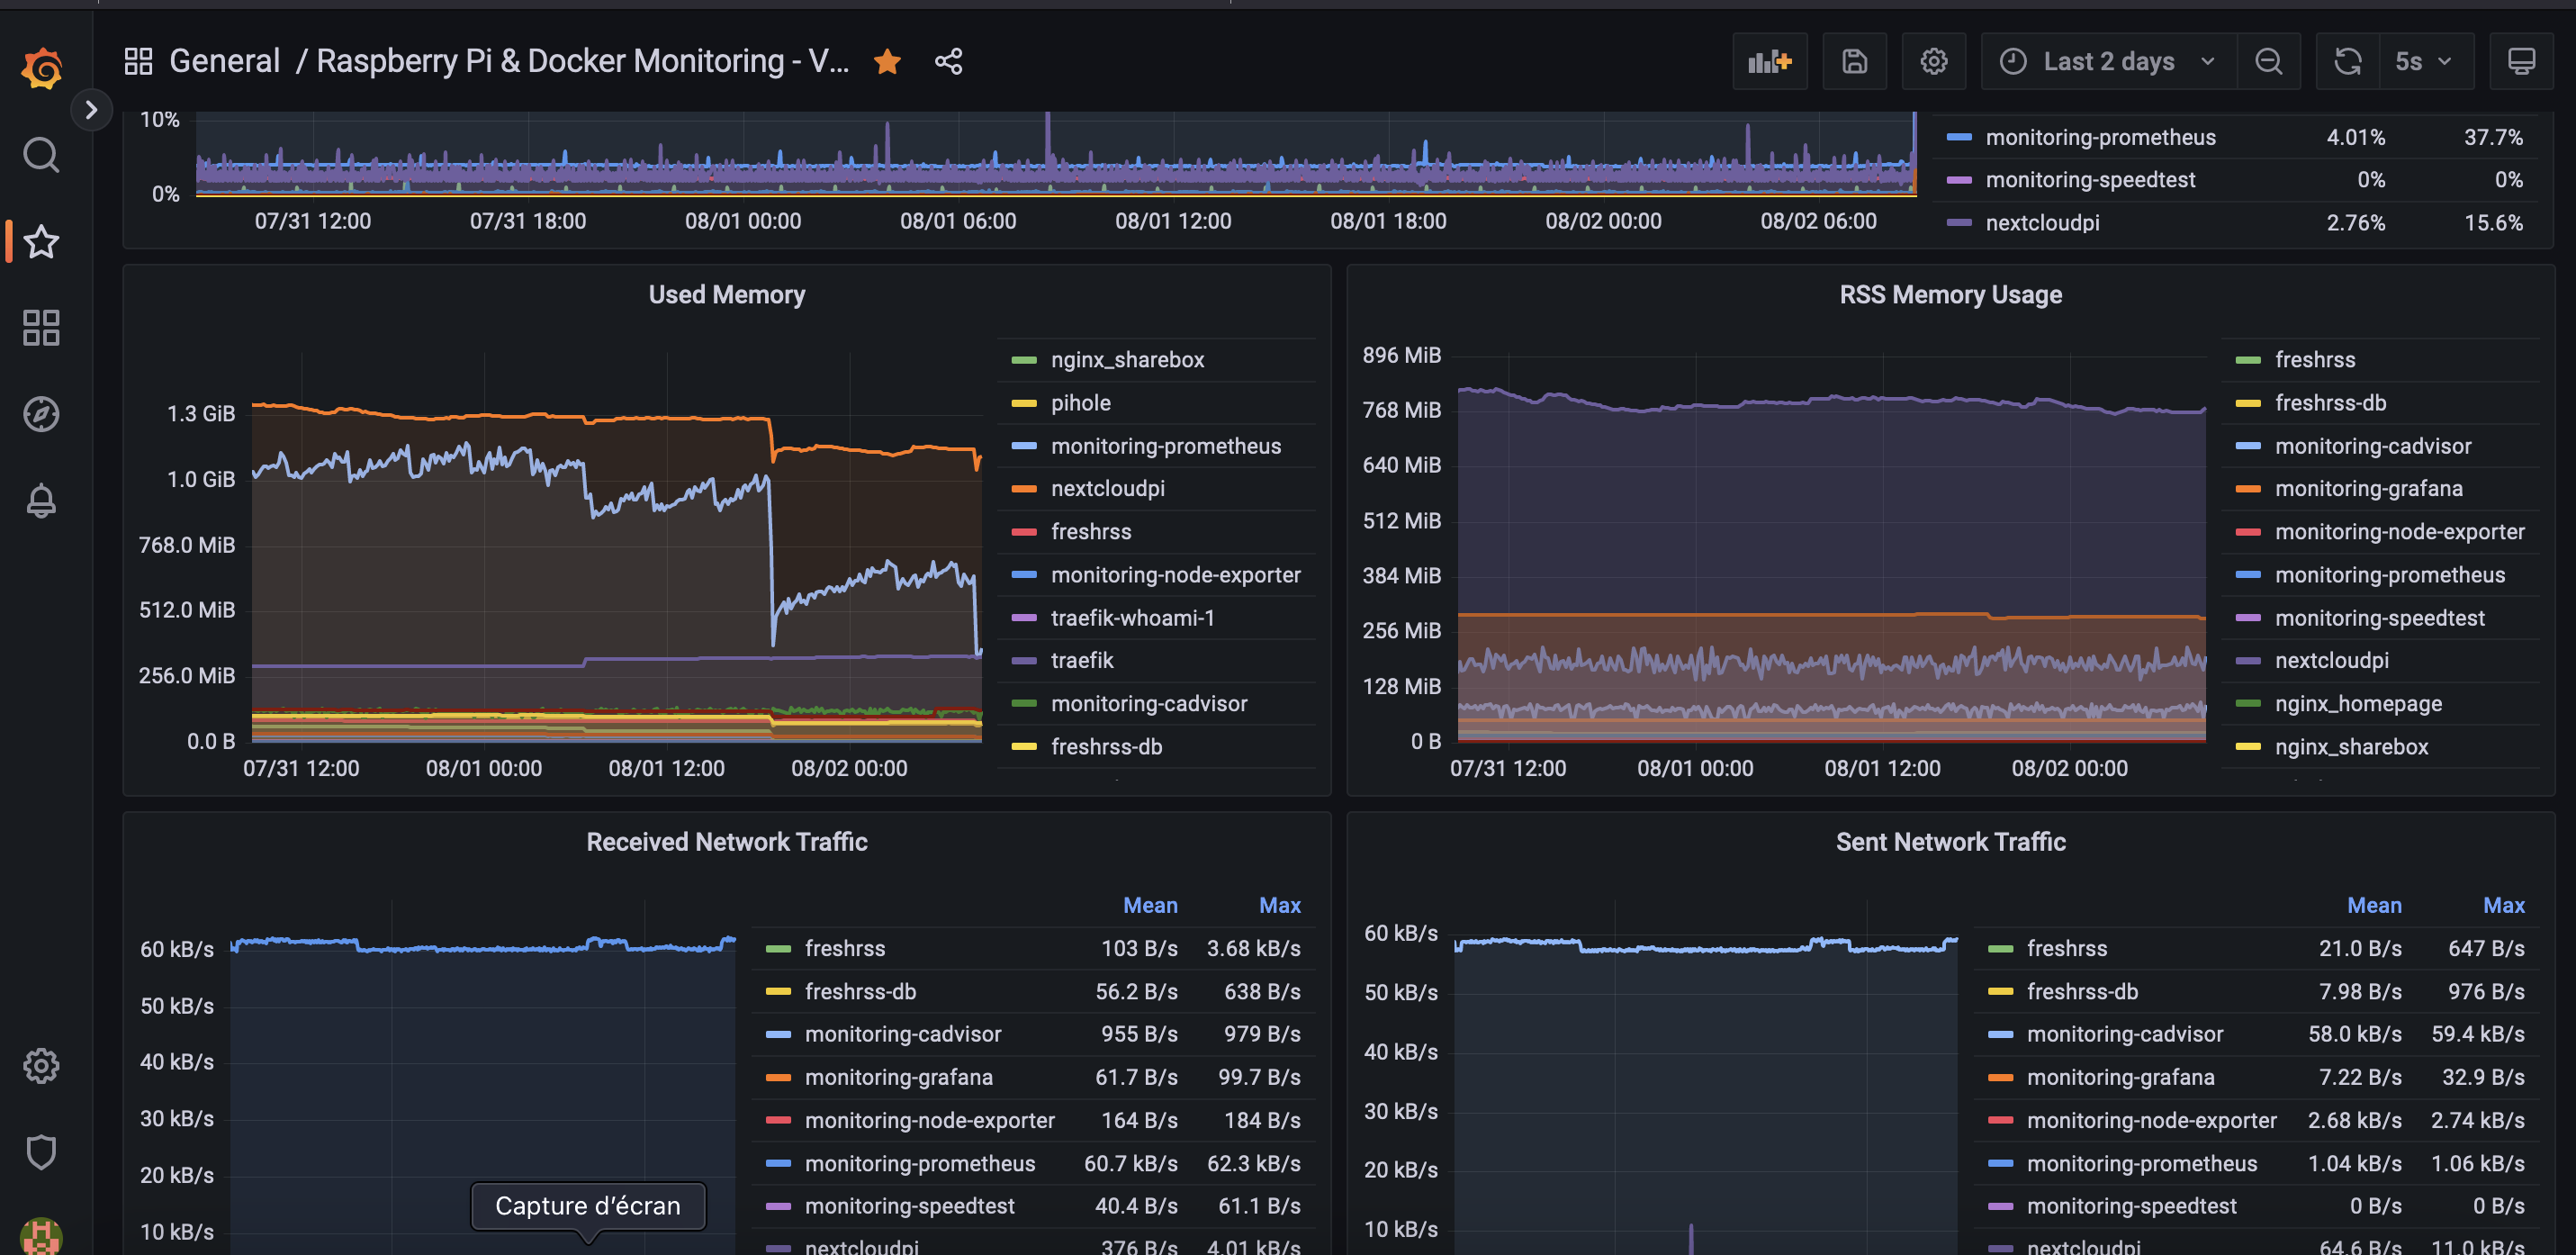 General / Raspberry Pi & Docker Monitoring - V...
Last 2 days
5s
10%
0%
07/31 12:00 07/31 18:00 08/01 00:00 08/01 06:00 08/01 12:00 08/01 18:00 08/02 00:00 08/02 06:00
monitoring-prometheus 4.01% 37.7%
monitoring-speedtest 0% 0%
nextcloudpi 2.76% 15.6%
Used Memory
1.3 GiB
1.0 GiB
768.0 MiB
512.0 MiB
256.0 MiB
0.0 B
07/31 12:00 08/01 00:00 08/01 12:00 08/02 00:00
nginx_sharebox
pihole
monitoring-prometheus
nextcloudpi
freshrss
monitoring-node-exporter
traefik-whoami-1
traefik
monitoring-cadvisor
freshrss-db
RSS Memory Usage
896 MiB
768 MiB
640 MiB
512 MiB
384 MiB
256 MiB
128 MiB
0 B
07/31 12:00 08/01 00:00 08/01 12:00 08/02 00:00
freshrss
freshrss-db
monitoring-cadvisor
monitoring-grafana
monitoring-node-exporter
monitoring-prometheus
monitoring-speedtest
nextcloudpi
nginx_homepage
nginx_sharebox
Received Network Traffic
60 kB/s
50 kB/s
40 kB/s
30 kB/s
20 kB/s
10 kB/s
Mean Max
freshrss 103 B/s 3.68 kB/s
freshrss-db 56.2 B/s 638 B/s
monitoring-cadvisor 955 B/s 979 B/s
monitoring-grafana 61.7 B/s 99.7 B/s
monitoring-node-exporter 164 B/s 184 B/s
monitoring-prometheus 60.7 kB/s 62.3 kB/s
monitoring-speedtest 40.4 B/s 61.1 B/s
nextcloudpi 376 B/s 4.01 kB/s
Capture d'écran
Sent Network Traffic
60 kB/s
50 kB/s
40 kB/s
30 kB/s
20 kB/s
10 kB/s
Mean Max
freshrss 21.0 B/s 647 B/s
freshrss-db 7.98 B/s 976 B/s
monitoring-cadvisor 58.0 kB/s 59.4 kB/s
monitoring-grafana 7.22 B/s 32.9 B/s
monitoring-node-exporter 2.68 kB/s 2.74 kB/s
monitoring-prometheus 1.04 kB/s 1.06 kB/s
monitoring-speedtest 0 B/s 0 B/s
nextcloudpi 64.6 B/s 11.0 kB/s